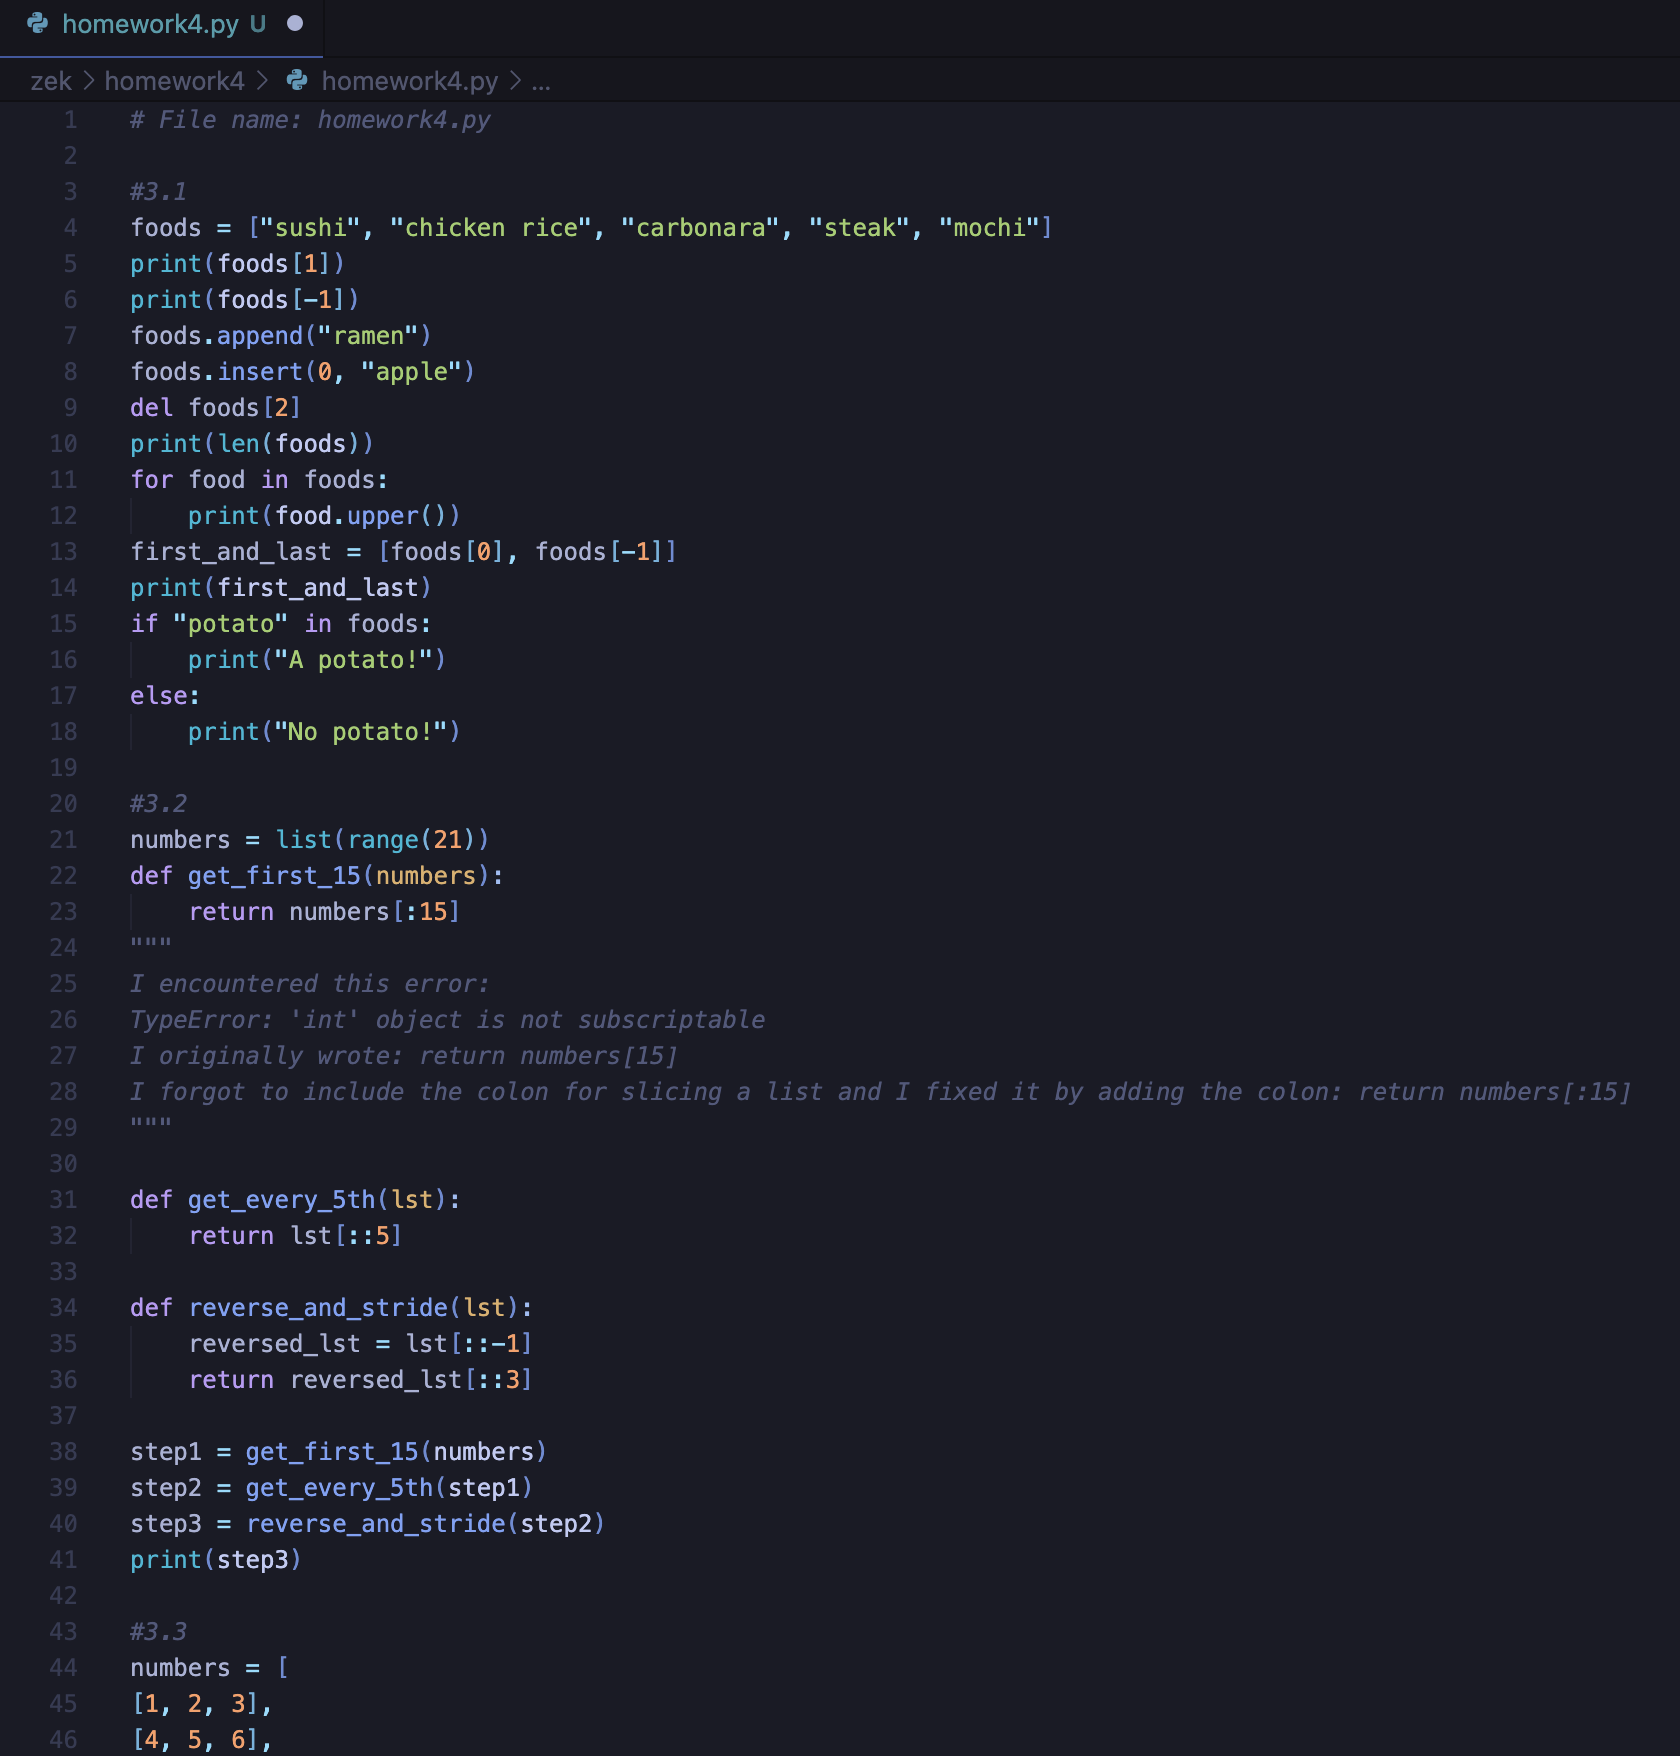 homework4.py U
zek > homework4 > homework4.py > ...
1 # File name: homework4.py
2
3 #3.1
4 foods = ["sushi", "chicken rice", "carbonara", "steak", "mochi"]
5 print(foods[1])
6 print(foods[-1])
7 foods.append("ramen")
8 foods.insert(0, "apple")
9 del foods[2]
10 print(len(foods))
11 for food in foods:
12     print(food.upper())
13 first_and_last = [foods[0], foods[-1]]
14 print(first_and_last)
15 if "potato" in foods:
16     print("A potato!")
17 else:
18     print("No potato!")
19
20 #3.2
21 numbers = list(range(21))
22 def get_first_15(numbers):
23     return numbers[:15]
24 """
25 I encountered this error:
26 TypeError: 'int' object is not subscriptable
27 I originally wrote: return numbers[15]
28 I forgot to include the colon for slicing a list and I fixed it by adding the colon: return numbers[:15]
29 """
30
31 def get_every_5th(lst):
32     return lst[::5]
33
34 def reverse_and_stride(lst):
35     reversed_lst = lst[::-1]
36     return reversed_lst[::3]
37
38 step1 = get_first_15(numbers)
39 step2 = get_every_5th(step1)
40 step3 = reverse_and_stride(step2)
41 print(step3)
42
43 #3.3
44 numbers = [
45 [1, 2, 3],
46 [4, 5, 6],